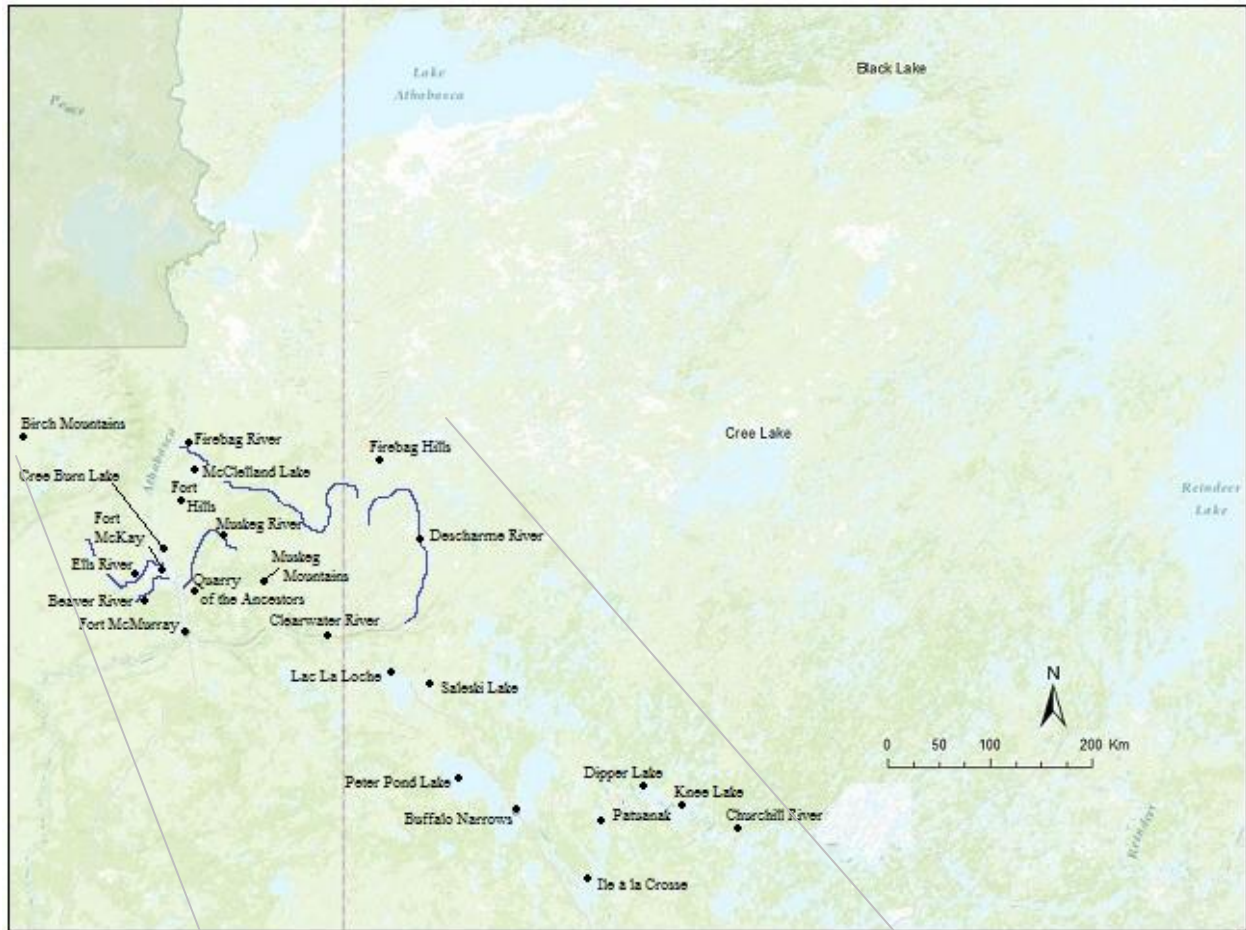 Lake
Athabasca
Black Lake
Peace
Birch Mountains
Athabasca
Firebag River
Firebag Hills
Cree Lake
Cree Burn Lake
McClelland Lake
Fort
Hills
Reindeer
Lake
Fort
McKay
Muskeg River
Descharme River
Ells River
Muskeg
Mountains
Quarry
of the Ancestors
Beaver River
Fort McMurray
Clearwater River
Lac La Loche
Saleski Lake
N
0 50 100 200 Km
Peter Pond Lake
Dipper Lake
Knee Lake
Buffalo Narrows
Patuanak
Churchill River
Reindeer
Ile à la Crosse